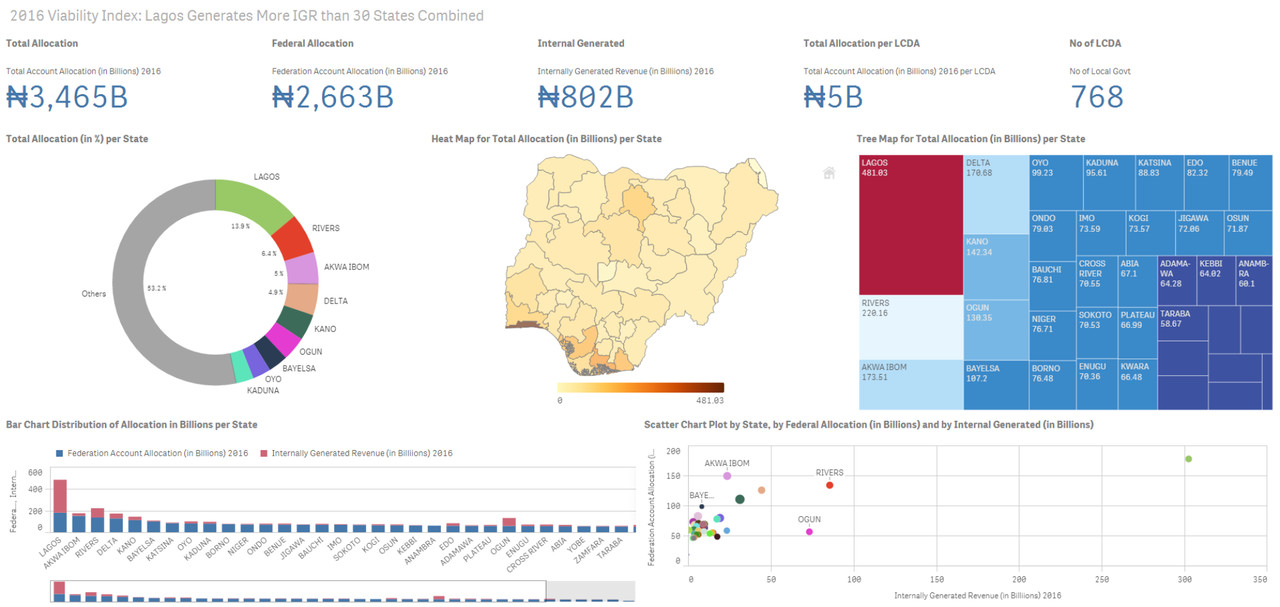 2016 Viability Index: Lagos Generates More IGR than 30 States Combined
Total Allocation
Federal Allocation
Internal Generated
Total Allocation per LCDA
No of LCDA
Total Account Allocation (in Billions) 2016
Federation Account Allocation (in Billions) 2016
Internally Generated Revenue (in Billiions) 2016
Total Account Allocation (in Billions) 2016 per LCDA
No of Local Govt
₦3,465B
₦2,663B
₦802B
₦5B
768
Total Allocation (in %) per State
LAGOS
RIVERS
AKWA IBOM
DELTA
KANO
OGUN
BAYELSA
OYO
KADUNA
Others
13.9 %
6.4 %
5 %
4.9 %
53.2 %
Heat Map for Total Allocation (in Billions) per State
0
481.03
Tree Map for Total Allocation (in Billions) per State
LAGOS
481.03
RIVERS
220.16
AKWA IBOM
173.51
DELTA
170.68
KANO
142.34
OGUN
130.35
BAYELSA
107.2
OYO
99.23
KADUNA
95.61
KATSINA
88.83
EDO
82.32
BENUE
79.49
ONDO
79.03
IMO
73.59
KOGI
73.57
JIGAWA
72.06
OSUN
71.87
BAUCHI
76.81
CROSS
RIVER
70.55
ABIA
67.1
ADAMA-
WA
64.28
KEBBI
64.02
ANAMB-
RA
60.1
NIGER
76.71
SOKOTO
70.53
PLATEAU
66.99
TARABA
58.67
BORNO
76.48
ENUGU
70.36
KWARA
66.48
Bar Chart Distribution of Allocation in Billions per State
Federation Account Allocation (in Billions) 2016
Internally Generated Revenue (in Billiions) 2016
Federa..., Intern...
600
400
200
0
LAGOS
AKWA IBOM
RIVERS
DELTA
KANO
BAYELSA
KATSINA
OYO
KADUNA
BORNO
NIGER
ONDO
BENUE
JIGAWA
BAUCHI
IMO
SOKOTO
KOGI
OSUN
KEBBI
ANAMBRA
EDO
ADAMAWA
PLATEAU
OGUN
ENUGU
CROSS RIVER
ABIA
YOBE
ZAMFARA
TARABA
Scatter Chart Plot by State, by Federal Allocation (in Billions) and by Internal Generated (in Billions)
Federation Account Allocation (i...
200
150
100
50
0
AKWA IBOM
RIVERS
BAYE...
OGUN
0
50
100
150
200
250
300
350
Internally Generated Revenue (in Billiions) 2016